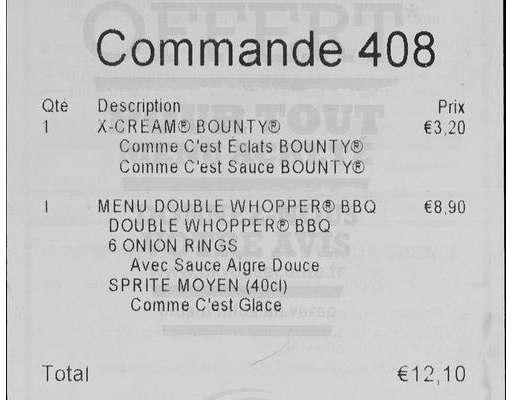 OFFERT*
Commande 408
Qté Description Prix
1 X-CREAM® BOUNTY® €3,20
Comme C'est Éclats BOUNTY®
Comme C'est Sauce BOUNTY®
1 MENU DOUBLE WHOPPER® BBQ €8,90
DOUBLE WHOPPER® BBQ
6 ONION RINGS
Avec Sauce Aigre Douce
SPRITE MOYEN (40cl)
Comme C'est Glace
Total €12,10